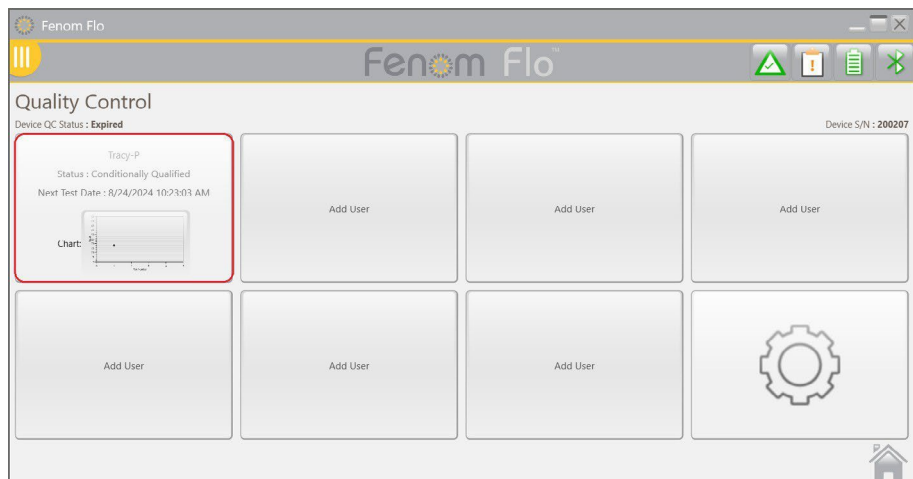 Fenom Flo
Fenom Flo™
Quality Control
Device QC Status : Expired
Device S/N : 200207
Tracy-P
Status : Conditionally Qualified
Next Test Date : 8/24/2024 10:23:03 AM
Chart:
Add User
Add User
Add User
Add User
Add User
Add User